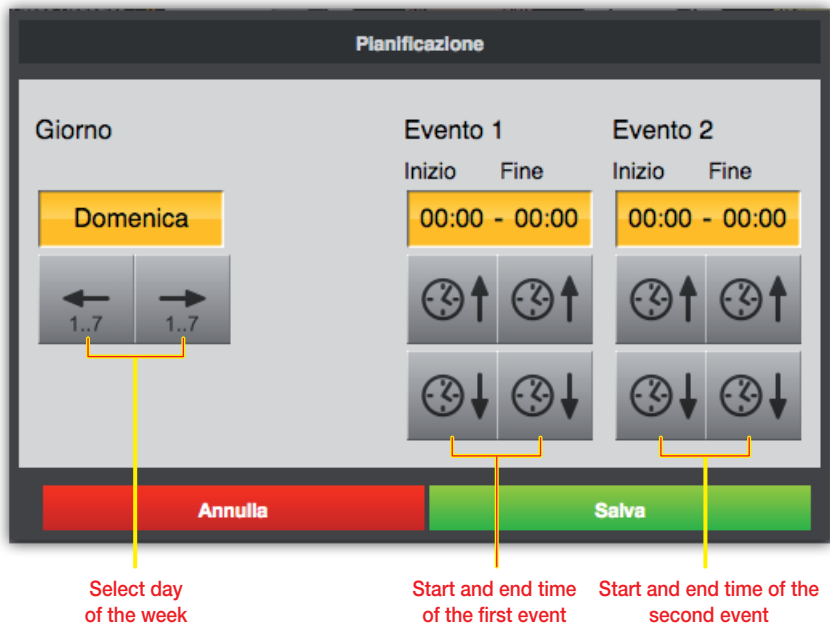 Pianificazione
Giorno
Evento 1
Evento 2
Inizio Fine
Inizio Fine
Domenica
00:00 - 00:00
00:00 - 00:00
1..7
1..7
Annulla
Salva
Select day
of the week
Start and end time
of the first event
Start and end time of the
second event